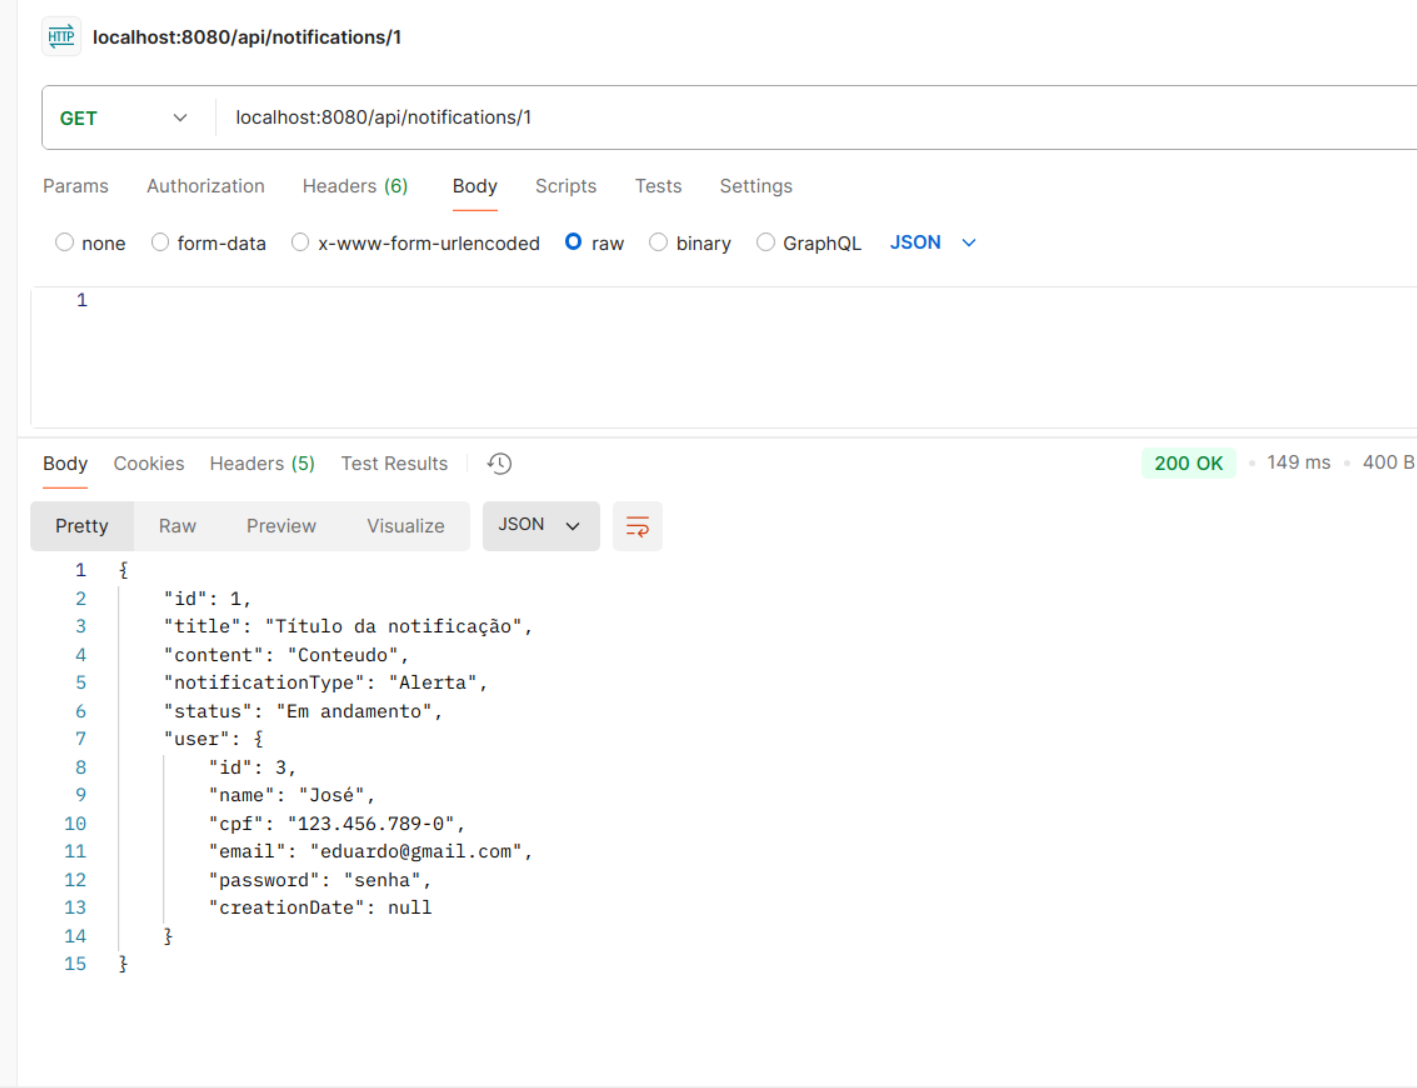 HTTP localhost:8080/api/notifications/1
GET localhost:8080/api/notifications/1
Params Authorization Headers (6) Body Scripts Tests Settings
none form-data x-www-form-urlencoded raw binary GraphQL JSON
1
Body Cookies Headers (5) Test Results 200 OK • 149 ms • 400 B
Pretty Raw Preview Visualize JSON
1 {
2 "id": 1,
3 "title": "Título da notificação",
4 "content": "Conteudo",
5 "notificationType": "Alerta",
6 "status": "Em andamento",
7 "user": {
8 "id": 3,
9 "name": "José",
10 "cpf": "123.456.789-0",
11 "email": "eduardo@gmail.com",
12 "password": "senha",
13 "creationDate": null
14 }
15 }